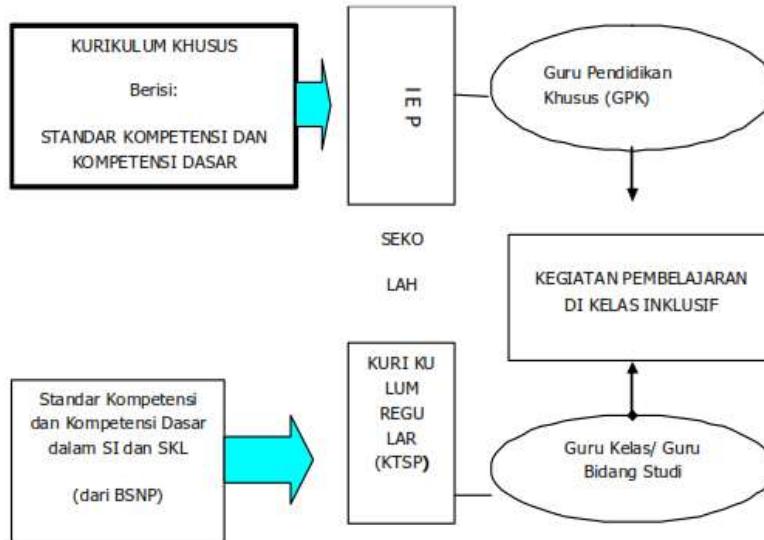 KURIKULUM KHUSUS
Berisi:
STANDAR KOMPETENSI DAN
KOMPETENSI DASAR
I E P
Guru Pendidikan
Khusus (GPK)
SEKO
LAH
KEGIATAN PEMBELAJARAN
DI KELAS INKLUSIF
Standar Kompetensi
dan Kompetensi Dasar
dalam SI dan SKL
(dari BSNP)
KURI KU
LUM
REGU
LAR
(KTSP)
Guru Kelas/ Guru
Bidang Studi